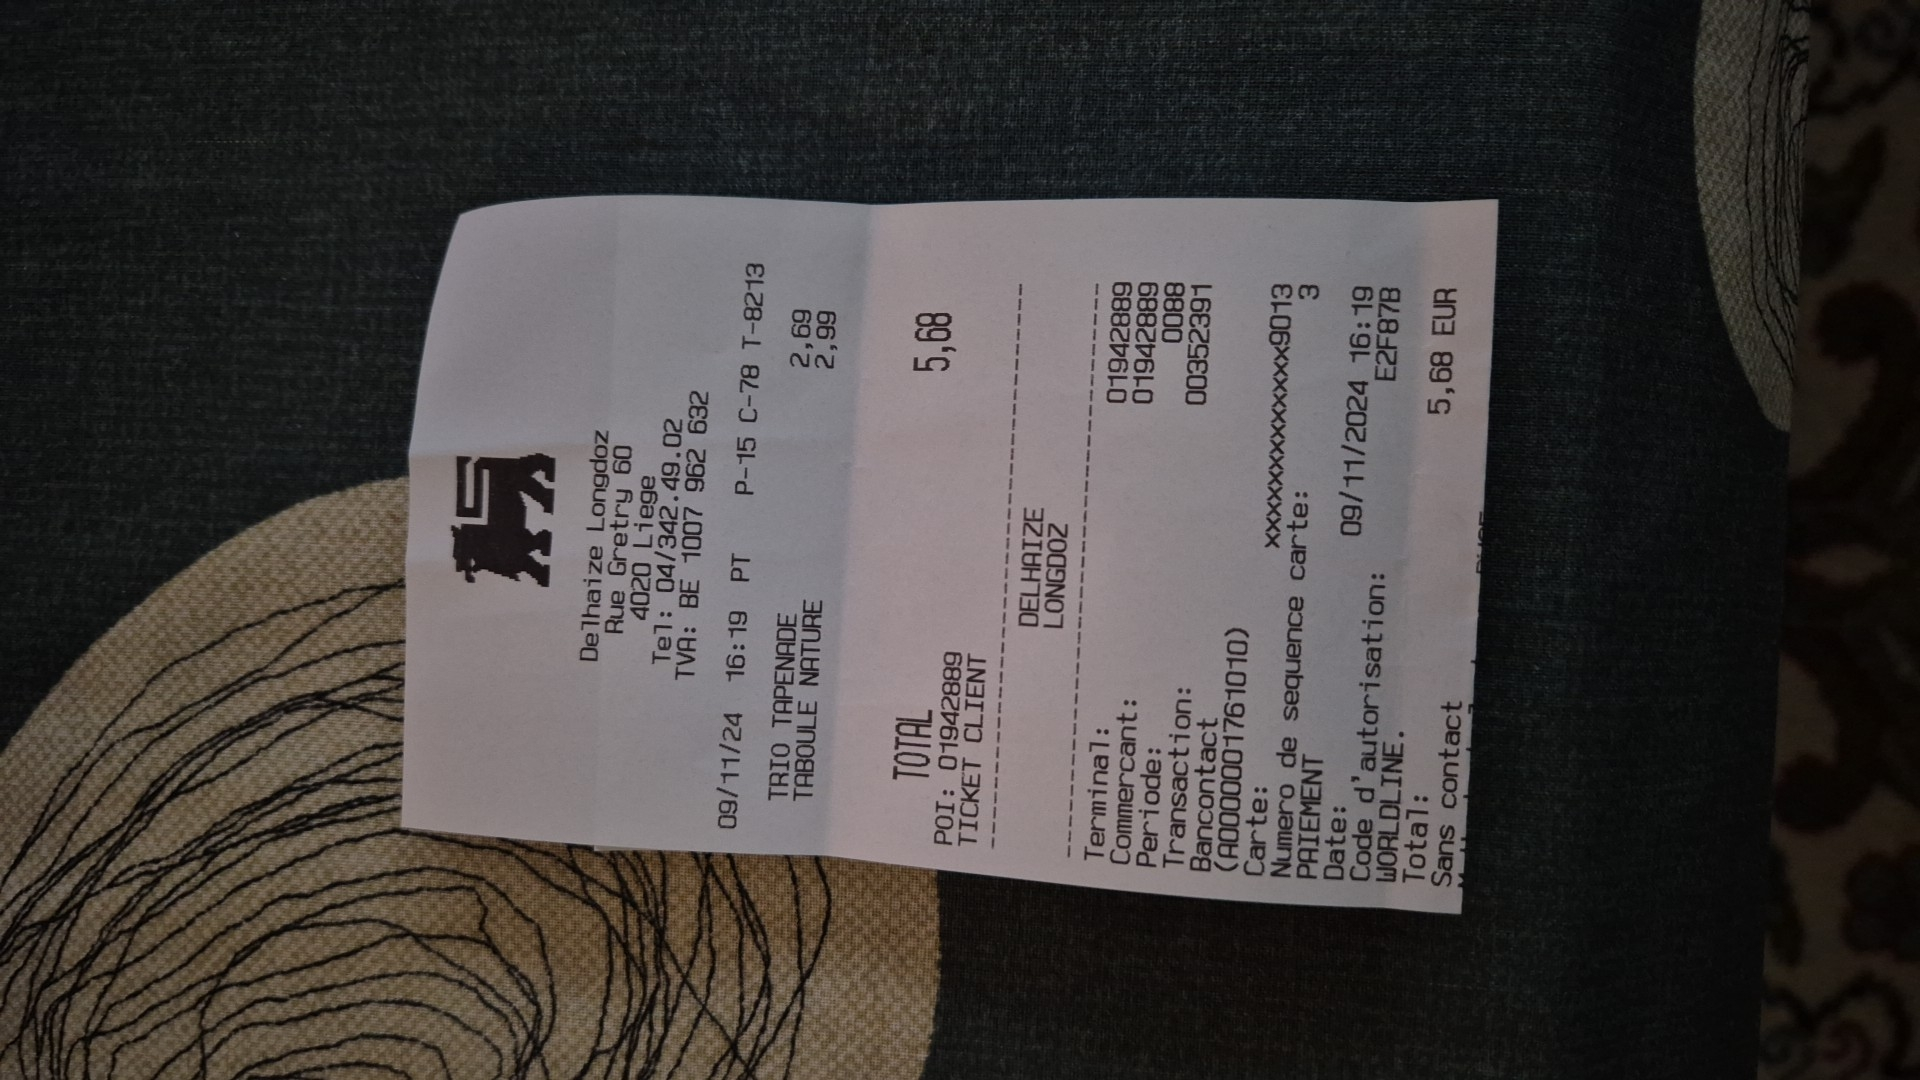 Delhaize Longdoz
Rue Gretry 60
4020 Liege
Tel: 04/342.49.02
TVA: BE 1007 962 632
09/11/24 16:19 PT P-15 C-78 T-8213
TRIO TAPENADE 2,69
TABOULE NATURE 2,99
TOTAL 5,68
POI: 01942889
TICKET CLIENT
--------------------------------
DELHAIZE
LONGDOZ
--------------------------------
Terminal: 01942889
Commercant: 01942889
Periode: 0088
Transaction: 00352391
Bancontact
(A0000001761010)
Carte: xxxxxxxxxxxxxxx9013
Numero de sequence carte: 3
PAIEMENT
Date: 09/11/2024 16:19
Code d'autorisation: E2F87B
WORLDLINE.
Total: 5,68 EUR
Sans contact